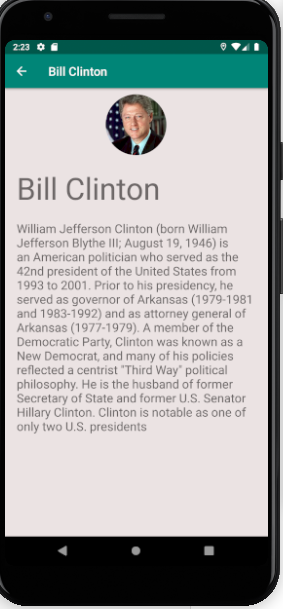 2:23
Bill Clinton
Bill Clinton
William Jefferson Clinton (born William
Jefferson Blythe III; August 19, 1946) is
an American politician who served as the
42nd president of the United States from
1993 to 2001. Prior to his presidency, he
served as governor of Arkansas (1979-1981
and 1983-1992) and as attorney general of
Arkansas (1977-1979). A member of the
Democratic Party, Clinton was known as a
New Democrat, and many of his policies
reflected a centrist "Third Way" political
philosophy. He is the husband of former
Secretary of State and former U.S. Senator
Hillary Clinton. Clinton is notable as one of
only two U.S. presidents